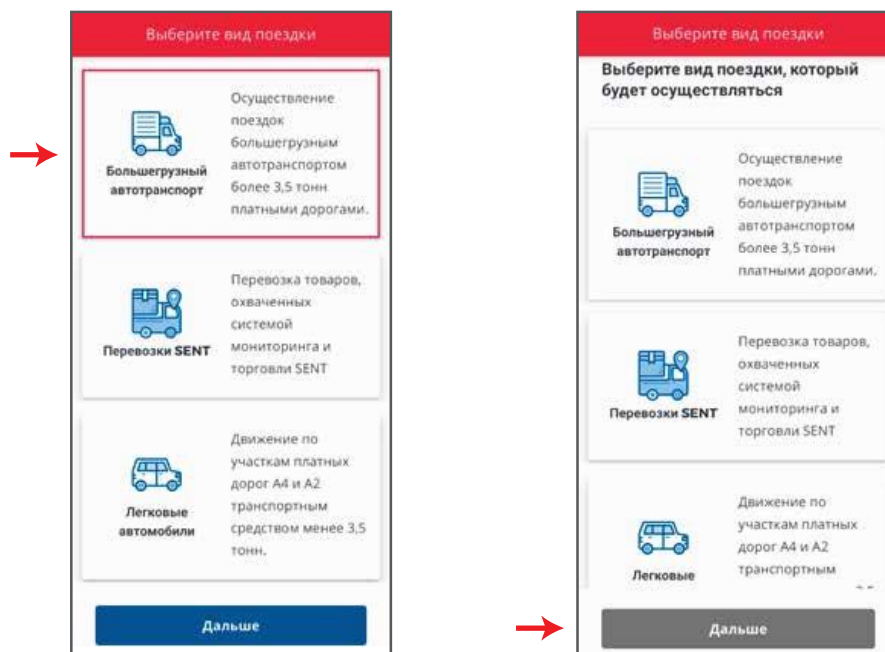 Выберите вид поездки
Осуществление
поездок
большегрузным
автотранспортом
более 3,5 тонн
платными дорогами.
Большегрузный
автотранспорт
Перевозка товаров,
охваченных
системой
мониторинга и
торговли SENT
Перевозки SENT
Движение по
участкам платных
дорог А4 и А2
транспортным
средством менее 3,5
тонн.
Легковые
автомобили
Дальше
Выберите вид поездки
Выберите вид поездки, который
будет осуществляться
Осуществление
поездок
большегрузным
автотранспортом
более 3,5 тонн
платными дорогами.
Большегрузный
автотранспорт
Перевозка товаров,
охваченных
системой
мониторинга и
торговли SENT
Перевозки SENT
Движение по
участкам платных
дорог А4 и А2
транспортным
Легковые
Дальше